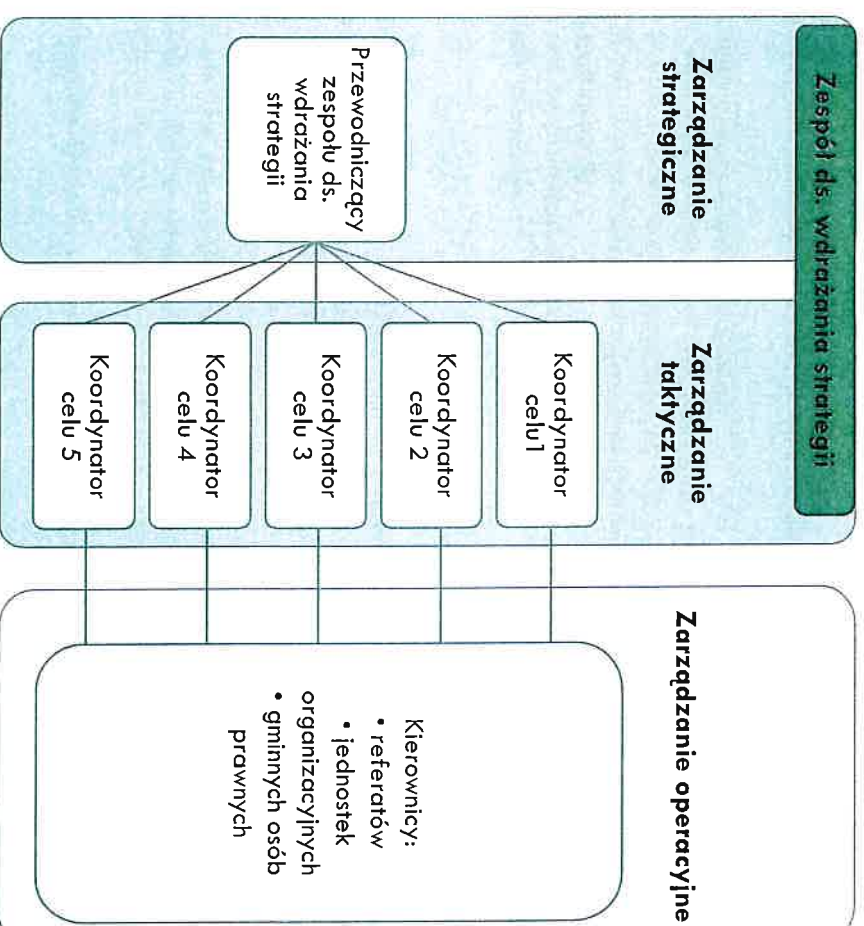 Zespół ds. wdrażania strategii
Zarządzanie
strategiczne
Przewodniczący
zespołu ds.
wdrażania
strategii
Zarządzanie
taktyczne
Koordynator
celu1
Koordynator
celu 2
Koordynator
celu 3
Koordynator
celu 4
Koordynator
celu 5
Zarządzanie operacyjne
Kierownicy:
• referatów
• jednostek
organizacyjnych
• gminnych osób
prawnych